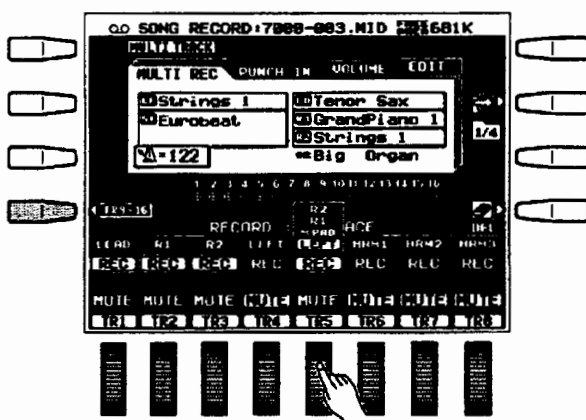 SONG RECORD:7000-003.MID 681K
MULTI TRACK
MULTI REC PUNCH IN VOLUME EDIT
Strings 1 Tenor Sax
Eurobeat GrandPiano 1
Strings 1
=122 Big Organ
1/4
1 2 3 4 5 6 7 8 9 10 11 12 13 14 15 16
TR9-16 R2
RECORD R1 ACE DEL
PAD
LEAD R1 R2 LEFT LEFT HRM1 HRM2 HRM3
REC REC REC REC REC REC REC REC
MUTE MUTE MUTE MUTE MUTE MUTE MUTE MUTE
TR1 TR2 TR3 TR4 TR5 TR6 TR7 TR8